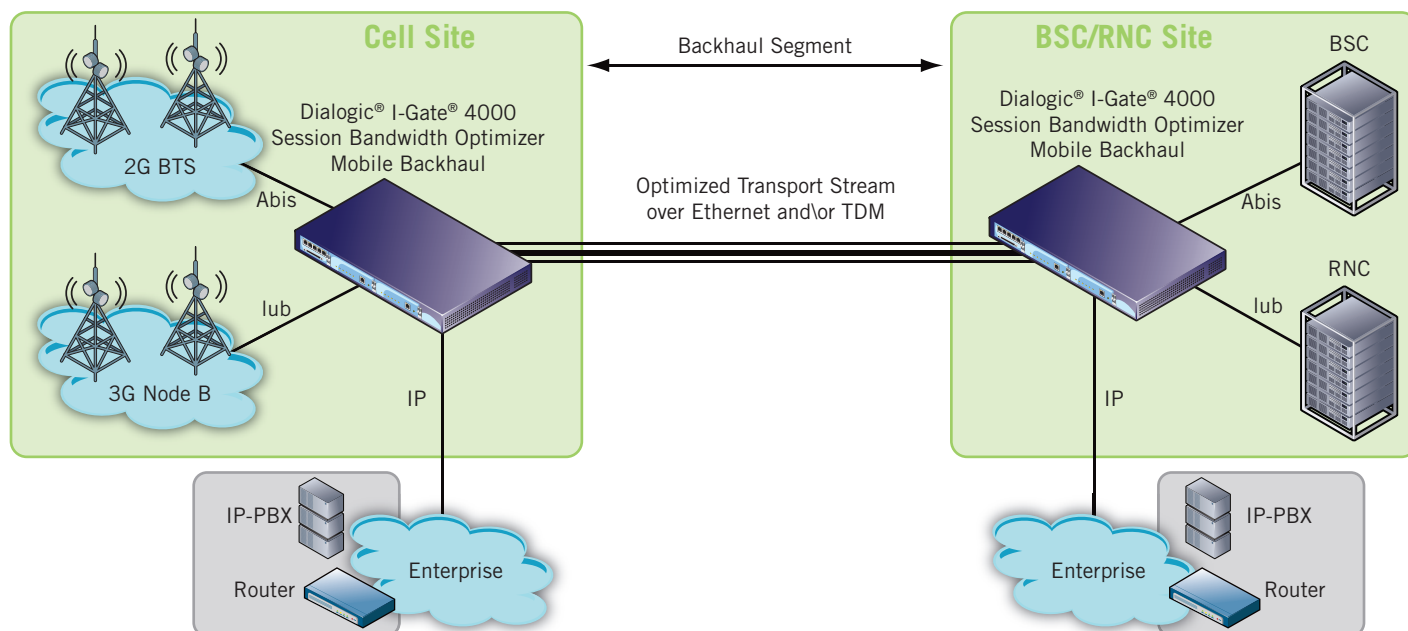 Cell Site
Backhaul Segment
BSC/RNC Site
BSC
Dialogic® I-Gate® 4000
Session Bandwidth Optimizer
Mobile Backhaul
2G BTS
Abis
Optimized Transport Stream
over Ethernet and\or TDM
Dialogic® I-Gate® 4000
Session Bandwidth Optimizer
Mobile Backhaul
Abis
RNC
Iub
Iub
3G Node B
IP
IP
IP-PBX
Router
Enterprise
Enterprise
IP-PBX
Router